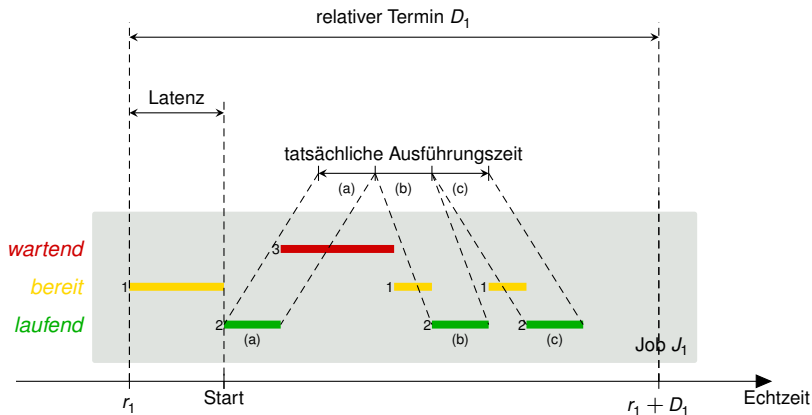 relativer Termin D1
Latenz
tatsächliche Ausführungszeit
(a) (b) (c)
wartend 3
bereit 1 1 1
laufend 2 2 2
(a) (b) (c)
Job J1
r1 Start r1 + D1 Echtzeit